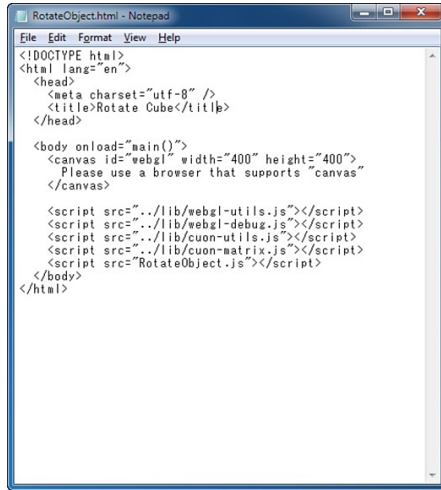 RotateObject.html - Notepad
File Edit Format View Help
<!DOCTYPE html>
<html lang="en">
  <head>
    <meta charset="utf-8" />
    <title>Rotate Cube</title>
  </head>

  <body onload="main()">
    <canvas id="webgl" width="400" height="400">
      Please use a browser that supports "canvas"
    </canvas>

    <script src="../lib/webgl-utils.js"></script>
    <script src="../lib/webgl-debug.js"></script>
    <script src="../lib/cuon-utils.js"></script>
    <script src="../lib/cuon-matrix.js"></script>
    <script src="RotateObject.js"></script>
  </body>
</html>